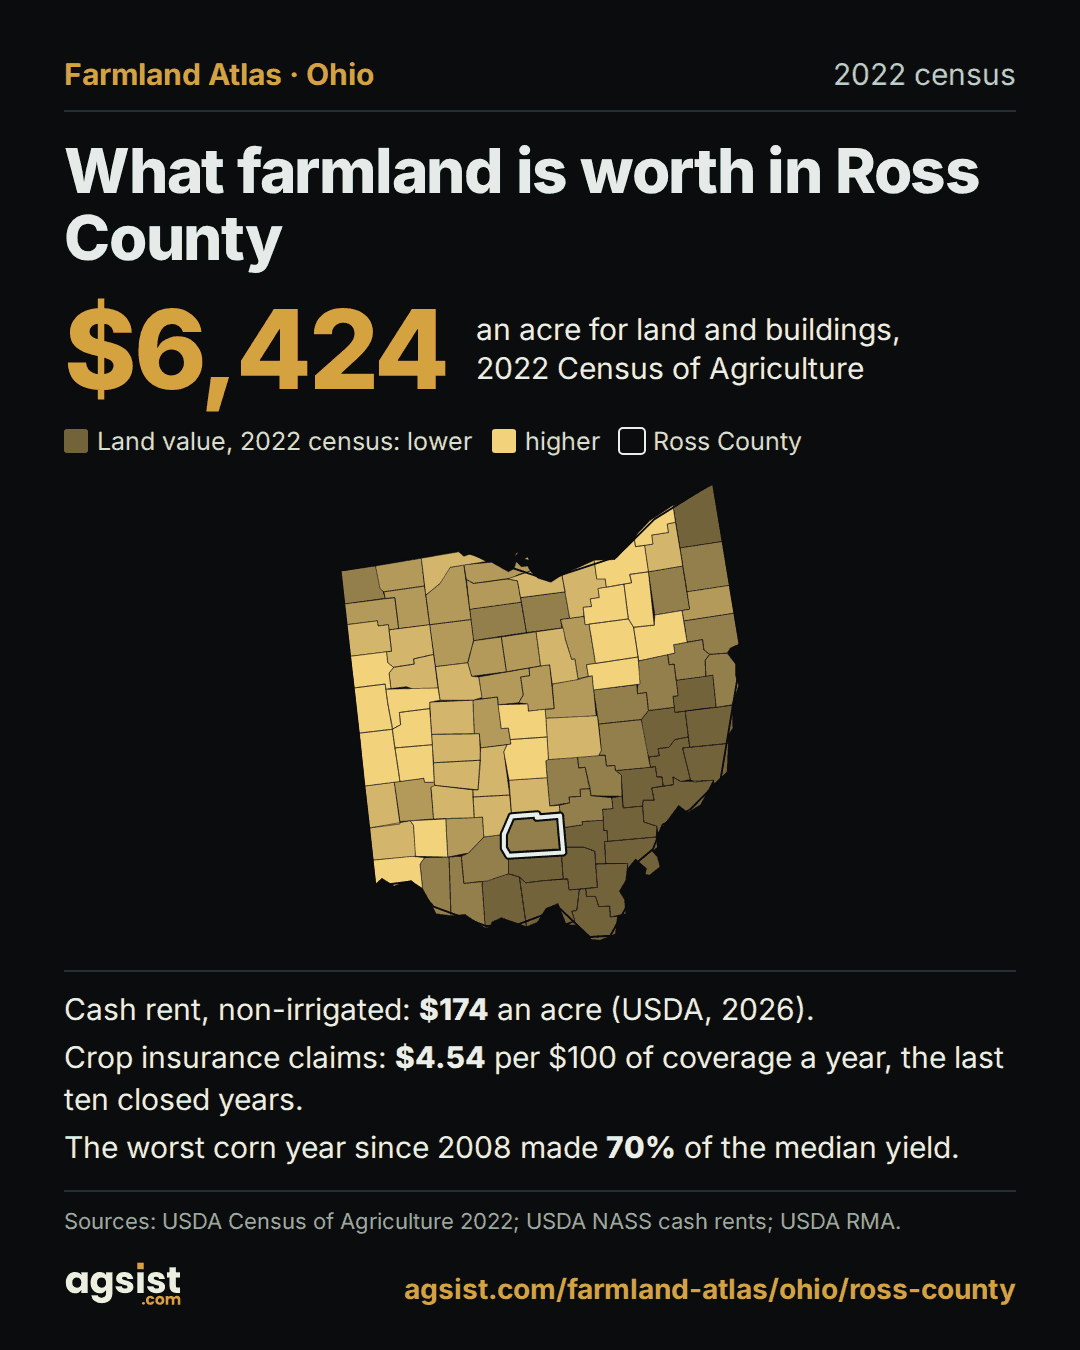 Farmland Atlas · Ohio
2022 census
What farmland is worth in Ross
County
$6,424
an acre for land and buildings,
2022 Census of Agriculture
Land value, 2022 census: lower
higher
Ross County
Cash rent, non-irrigated: $174 an acre (USDA, 2026).
Crop insurance claims: $4.54 per $100 of coverage a year, the last
ten closed years.
The worst corn year since 2008 made 70% of the median yield.
Sources: USDA Census of Agriculture 2022; USDA NASS cash rents; USDA RMA.
agsist
.com
agsist.com/farmland-atlas/ohio/ross-county